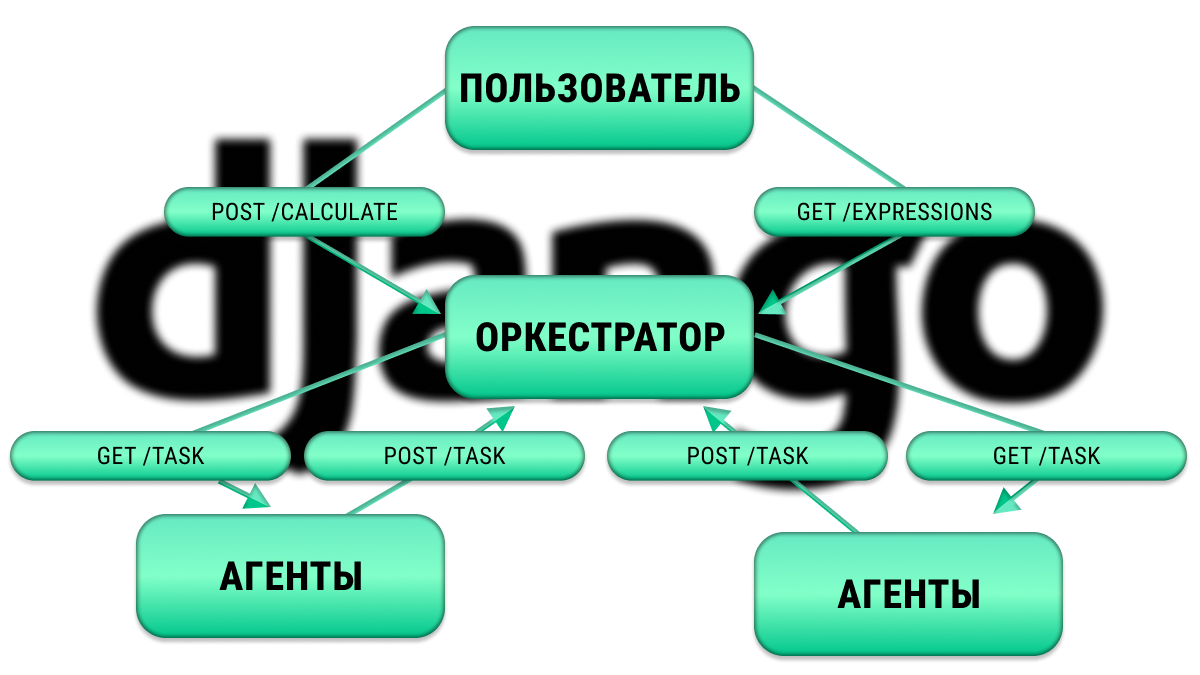 ПОЛЬЗОВАТЕЛЬ
django
POST /CALCULATE
GET /EXPRESSIONS
ОРКЕСТРАТОР
GET /TASK
POST /TASK
POST /TASK
GET /TASK
АГЕНТЫ
АГЕНТЫ